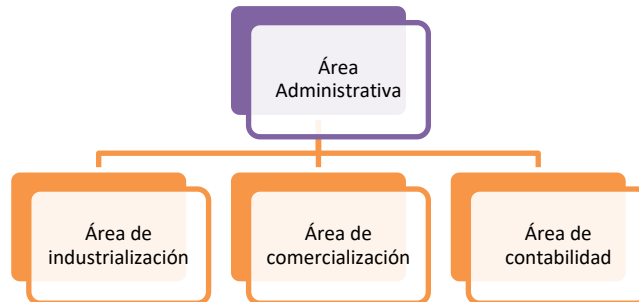 Área
Administrativa
Área de
industrialización
Área de
comercialización
Área de
contabilidad